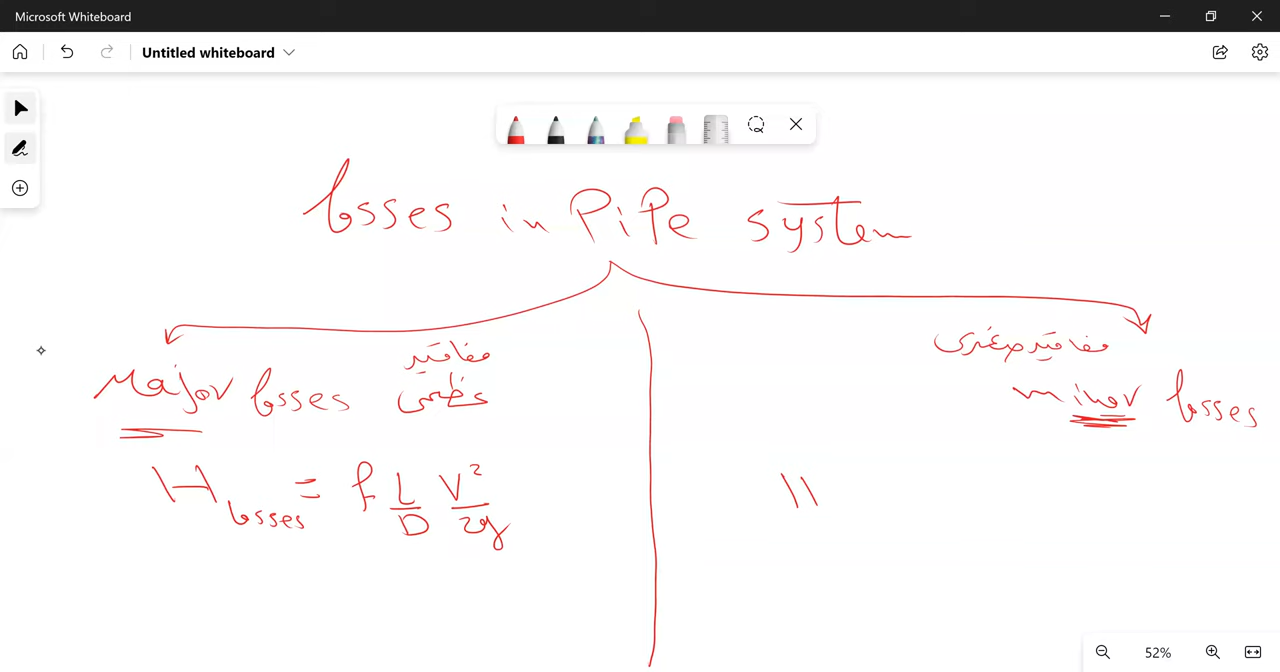 Microsoft Whiteboard
Untitled whiteboard
losses in PiPe system
Major losses
مفاقيد
عظمى
H losses = f L/D V²/2g
مفاقيد صغرى
minor losses
52%